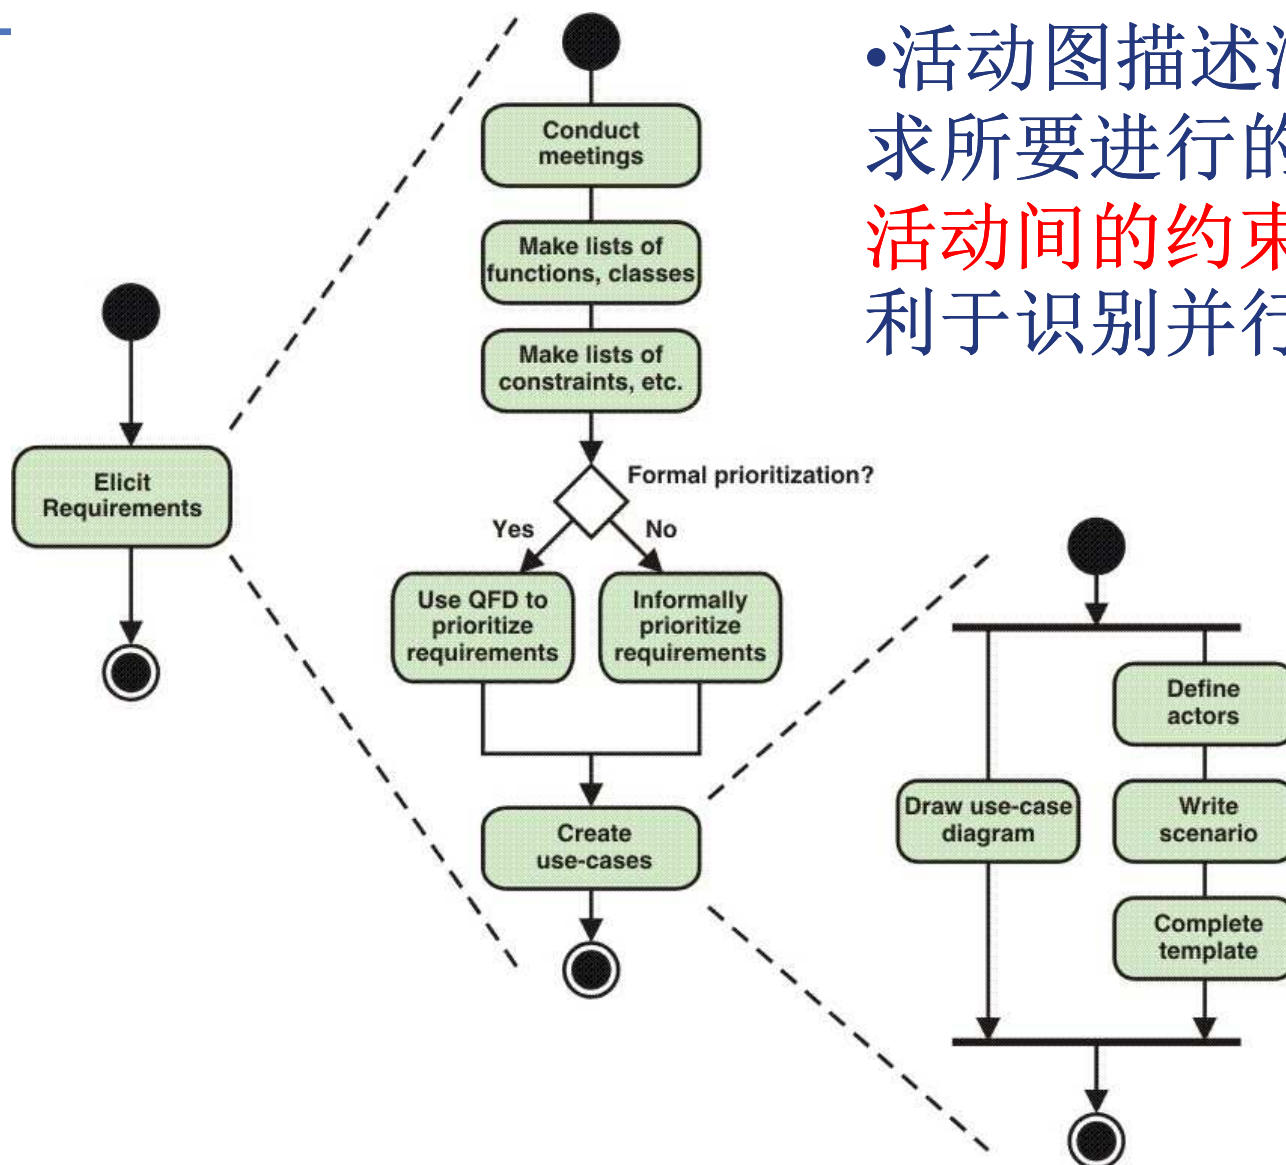 •活动图描述
求所要进行的
活动间的约束
利于识别并行
Conduct
meetings
Make lists of
functions, classes
Make lists of
constraints, etc.
Formal prioritization?
Yes
No
Elicit
Requirements
Use QFD to
prioritize
requirements
Informally
prioritize
requirements
Create
use-cases
Define
actors
Draw use-case
diagram
Write
scenario
Complete
template